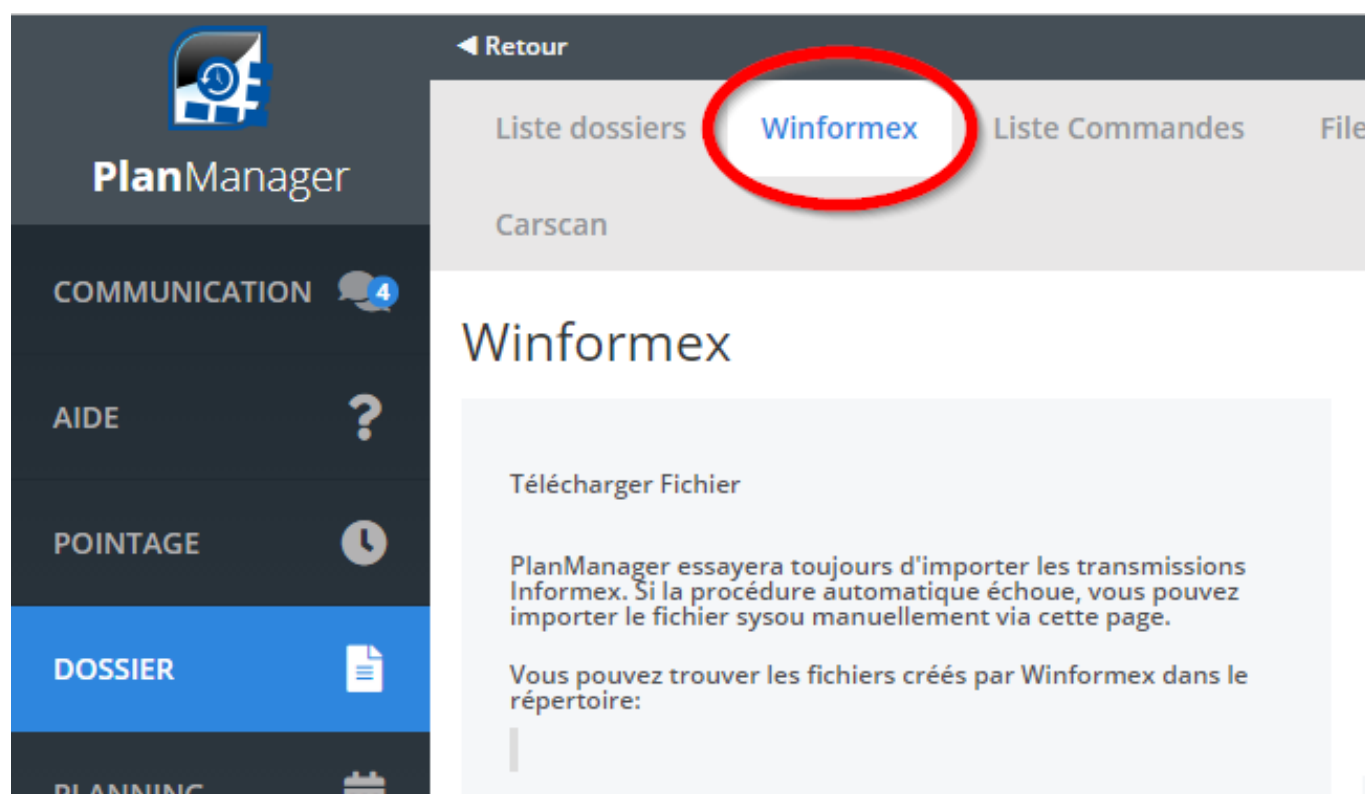 ◀ Retour
Liste dossiers Winformex Liste Commandes File
Carscan
PlanManager
COMMUNICATION 4
AIDE ?
POINTAGE
DOSSIER
PLANNING
Winformex
Télécharger Fichier
PlanManager essayera toujours d'importer les transmissions
Informex. Si la procédure automatique échoue, vous pouvez
importer le fichier sysou manuellement via cette page.
Vous pouvez trouver les fichiers créés par Winformex dans le
répertoire: